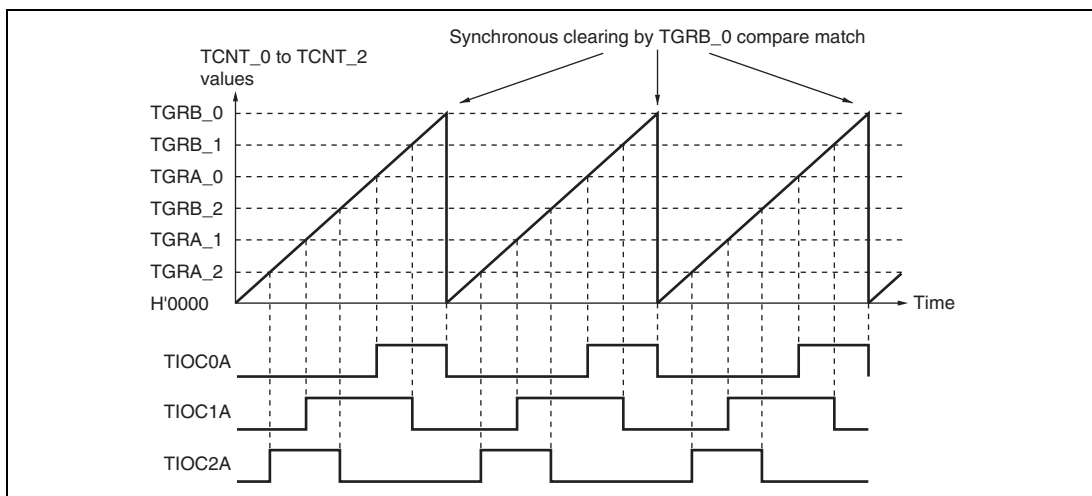 Synchronous clearing by TGRB_0 compare match
TCNT_0 to TCNT_2
values
TGRB_0
TGRB_1
TGRA_0
TGRB_2
TGRA_1
TGRA_2
H'0000
Time
TIOC0A
TIOC1A
TIOC2A